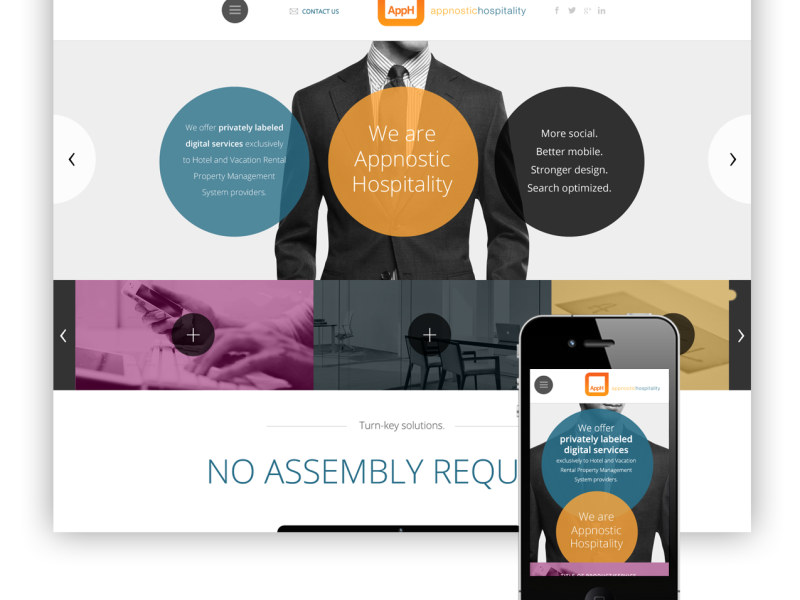 CONTACT US
AppH
appnostichospitality
We offer privately labeled
digital services exclusively
to Hotel and Vacation Rental
Property Management
System providers.
We are
Appnostic
Hospitality
More social.
Better mobile.
Stronger design.
Search optimized.
Turn-key solutions.
NO ASSEMBLY REQU
AppH
appnostichospitality
We offer
privately labeled
digital services
exclusively to Hotel and Vacation
Rental Property Management
System providers
We are
Appnostic
Hospitality